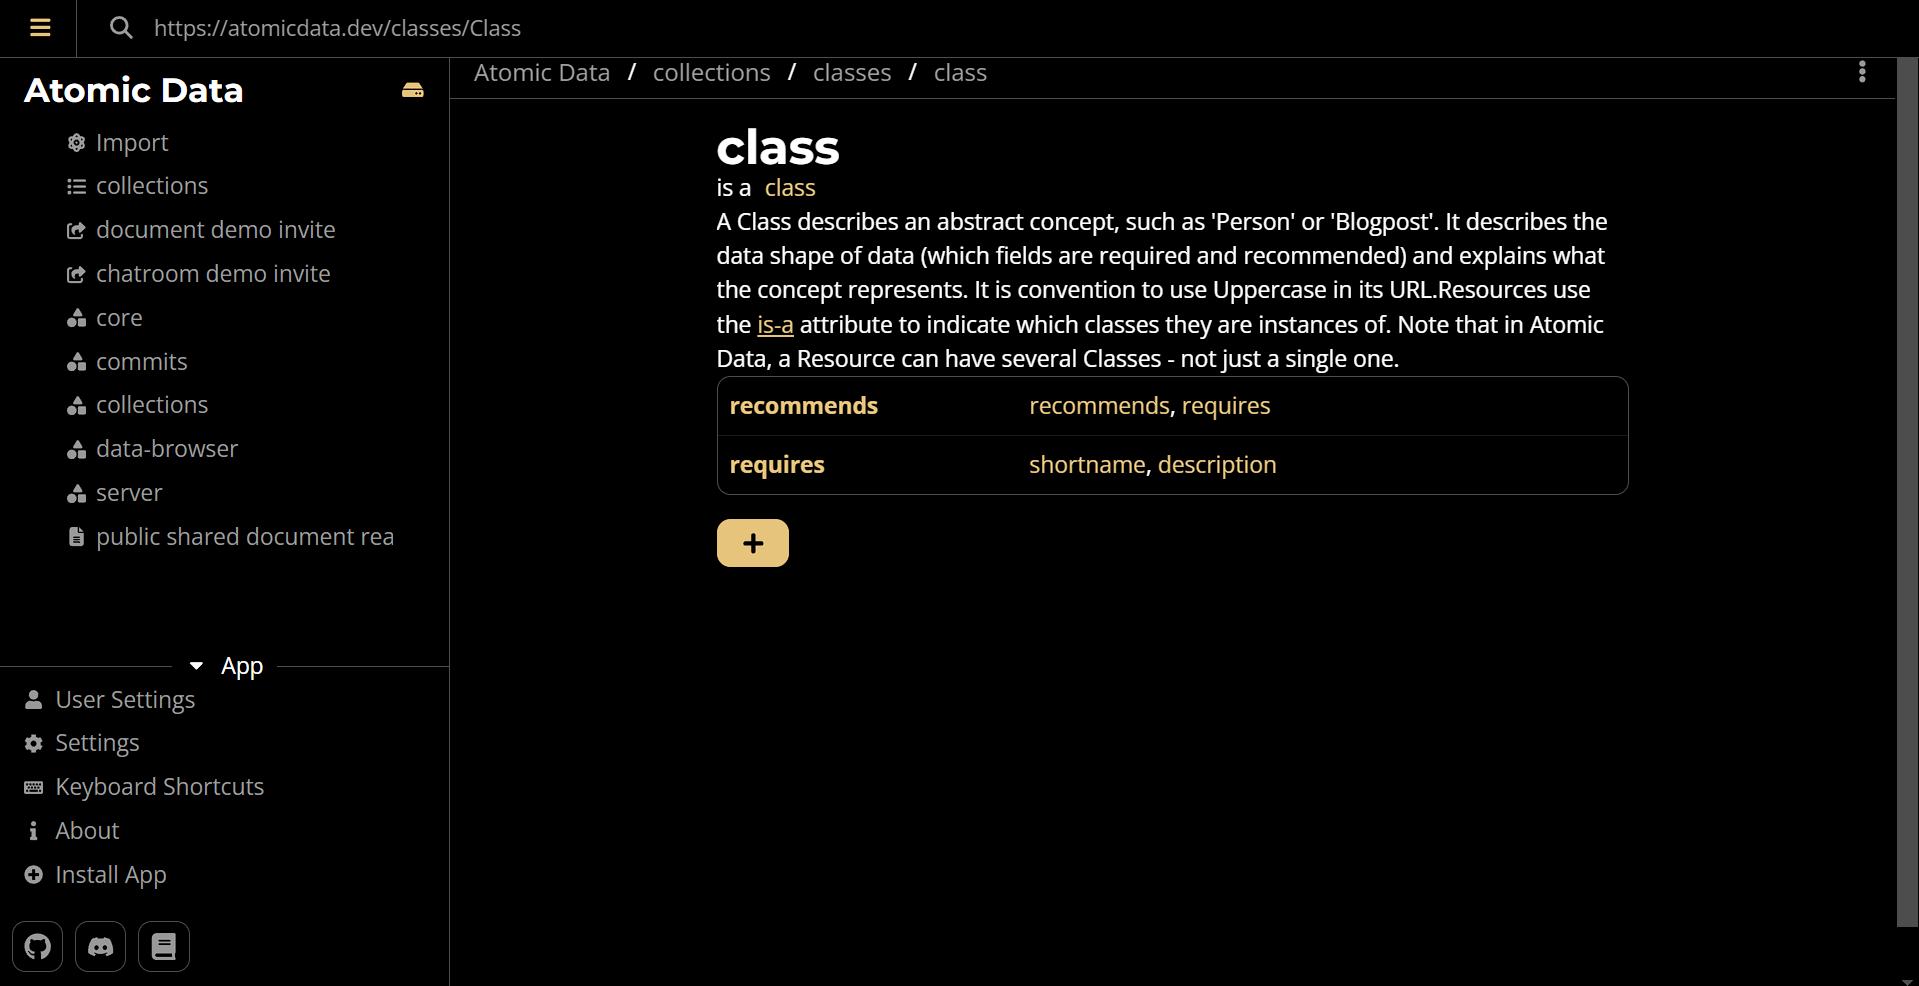 https://atomicdata.dev/classes/Class
Atomic Data
Import
collections
document demo invite
chatroom demo invite
core
commits
collections
data-browser
server
public shared document rea
App
User Settings
Settings
Keyboard Shortcuts
About
Install App
Atomic Data / collections / classes / class
class
is a class
A Class describes an abstract concept, such as 'Person' or 'Blogpost'. It describes the
data shape of data (which fields are required and recommended) and explains what
the concept represents. It is convention to use Uppercase in its URL.Resources use
the is-a attribute to indicate which classes they are instances of. Note that in Atomic
Data, a Resource can have several Classes - not just a single one.
recommends recommends, requires
requires shortname, description